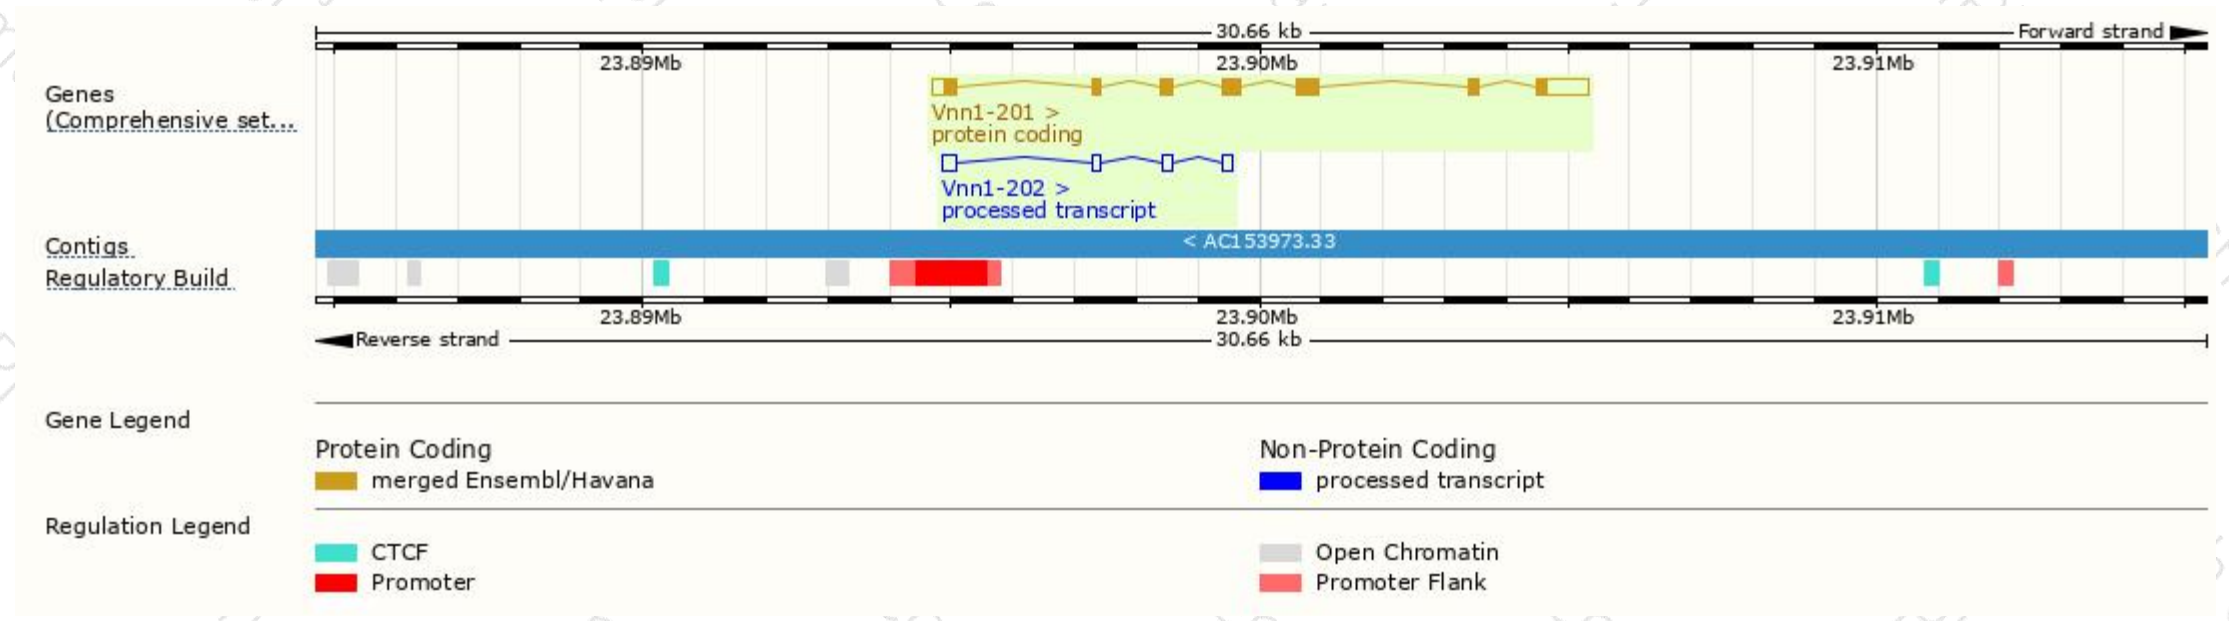 30.66 kb Forward strand
23.89Mb 23.90Mb 23.91Mb
Genes
(Comprehensive set...
Vnn1-201 >
protein coding
Vnn1-202 >
processed transcript
Contigs < AC153973.33
Regulatory Build
23.89Mb 23.90Mb 23.91Mb
Reverse strand 30.66 kb
Gene Legend
Protein Coding Non-Protein Coding
merged Ensembl/Havana processed transcript
Regulation Legend
CTCF Open Chromatin
Promoter Promoter Flank